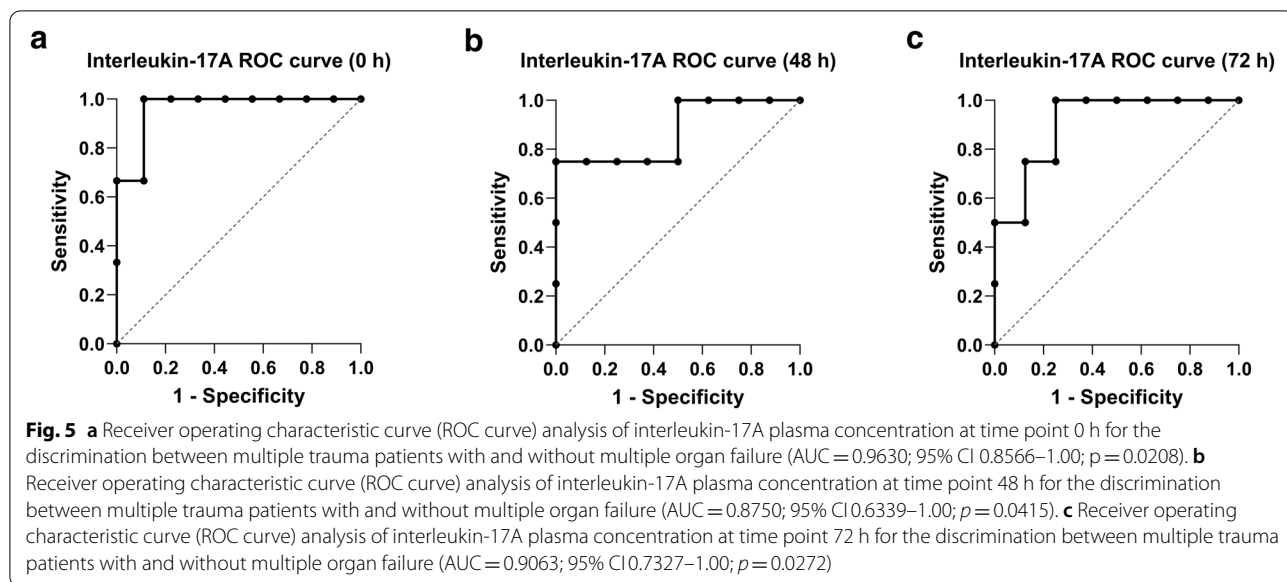 a
Interleukin-17A ROC curve (0 h)
Sensitivity
1.0
0.8
0.6
0.4
0.2
0.0
0.0 0.2 0.4 0.6 0.8 1.0
1 - Specificity
b
Interleukin-17A ROC curve (48 h)
Sensitivity
1.0
0.8
0.6
0.4
0.2
0.0
0.0 0.2 0.4 0.6 0.8 1.0
1 - Specificity
c
Interleukin-17A ROC curve (72 h)
Sensitivity
1.0
0.8
0.6
0.4
0.2
0.0
0.0 0.2 0.4 0.6 0.8 1.0
1 - Specificity
Fig. 5 a Receiver operating characteristic curve (ROC curve) analysis of interleukin-17A plasma concentration at time point 0 h for the
discrimination between multiple trauma patients with and without multiple organ failure (AUC = 0.9630; 95% CI 0.8566–1.00; p = 0.0208). b
Receiver operating characteristic curve (ROC curve) analysis of interleukin-17A plasma concentration at time point 48 h for the discrimination
between multiple trauma patients with and without multiple organ failure (AUC = 0.8750; 95% CI 0.6339–1.00; p = 0.0415). c Receiver operating
characteristic curve (ROC curve) analysis of interleukin-17A plasma concentration at time point 72 h for the discrimination between multiple trauma
patients with and without multiple organ failure (AUC = 0.9063; 95% CI 0.7327–1.00; p = 0.0272)